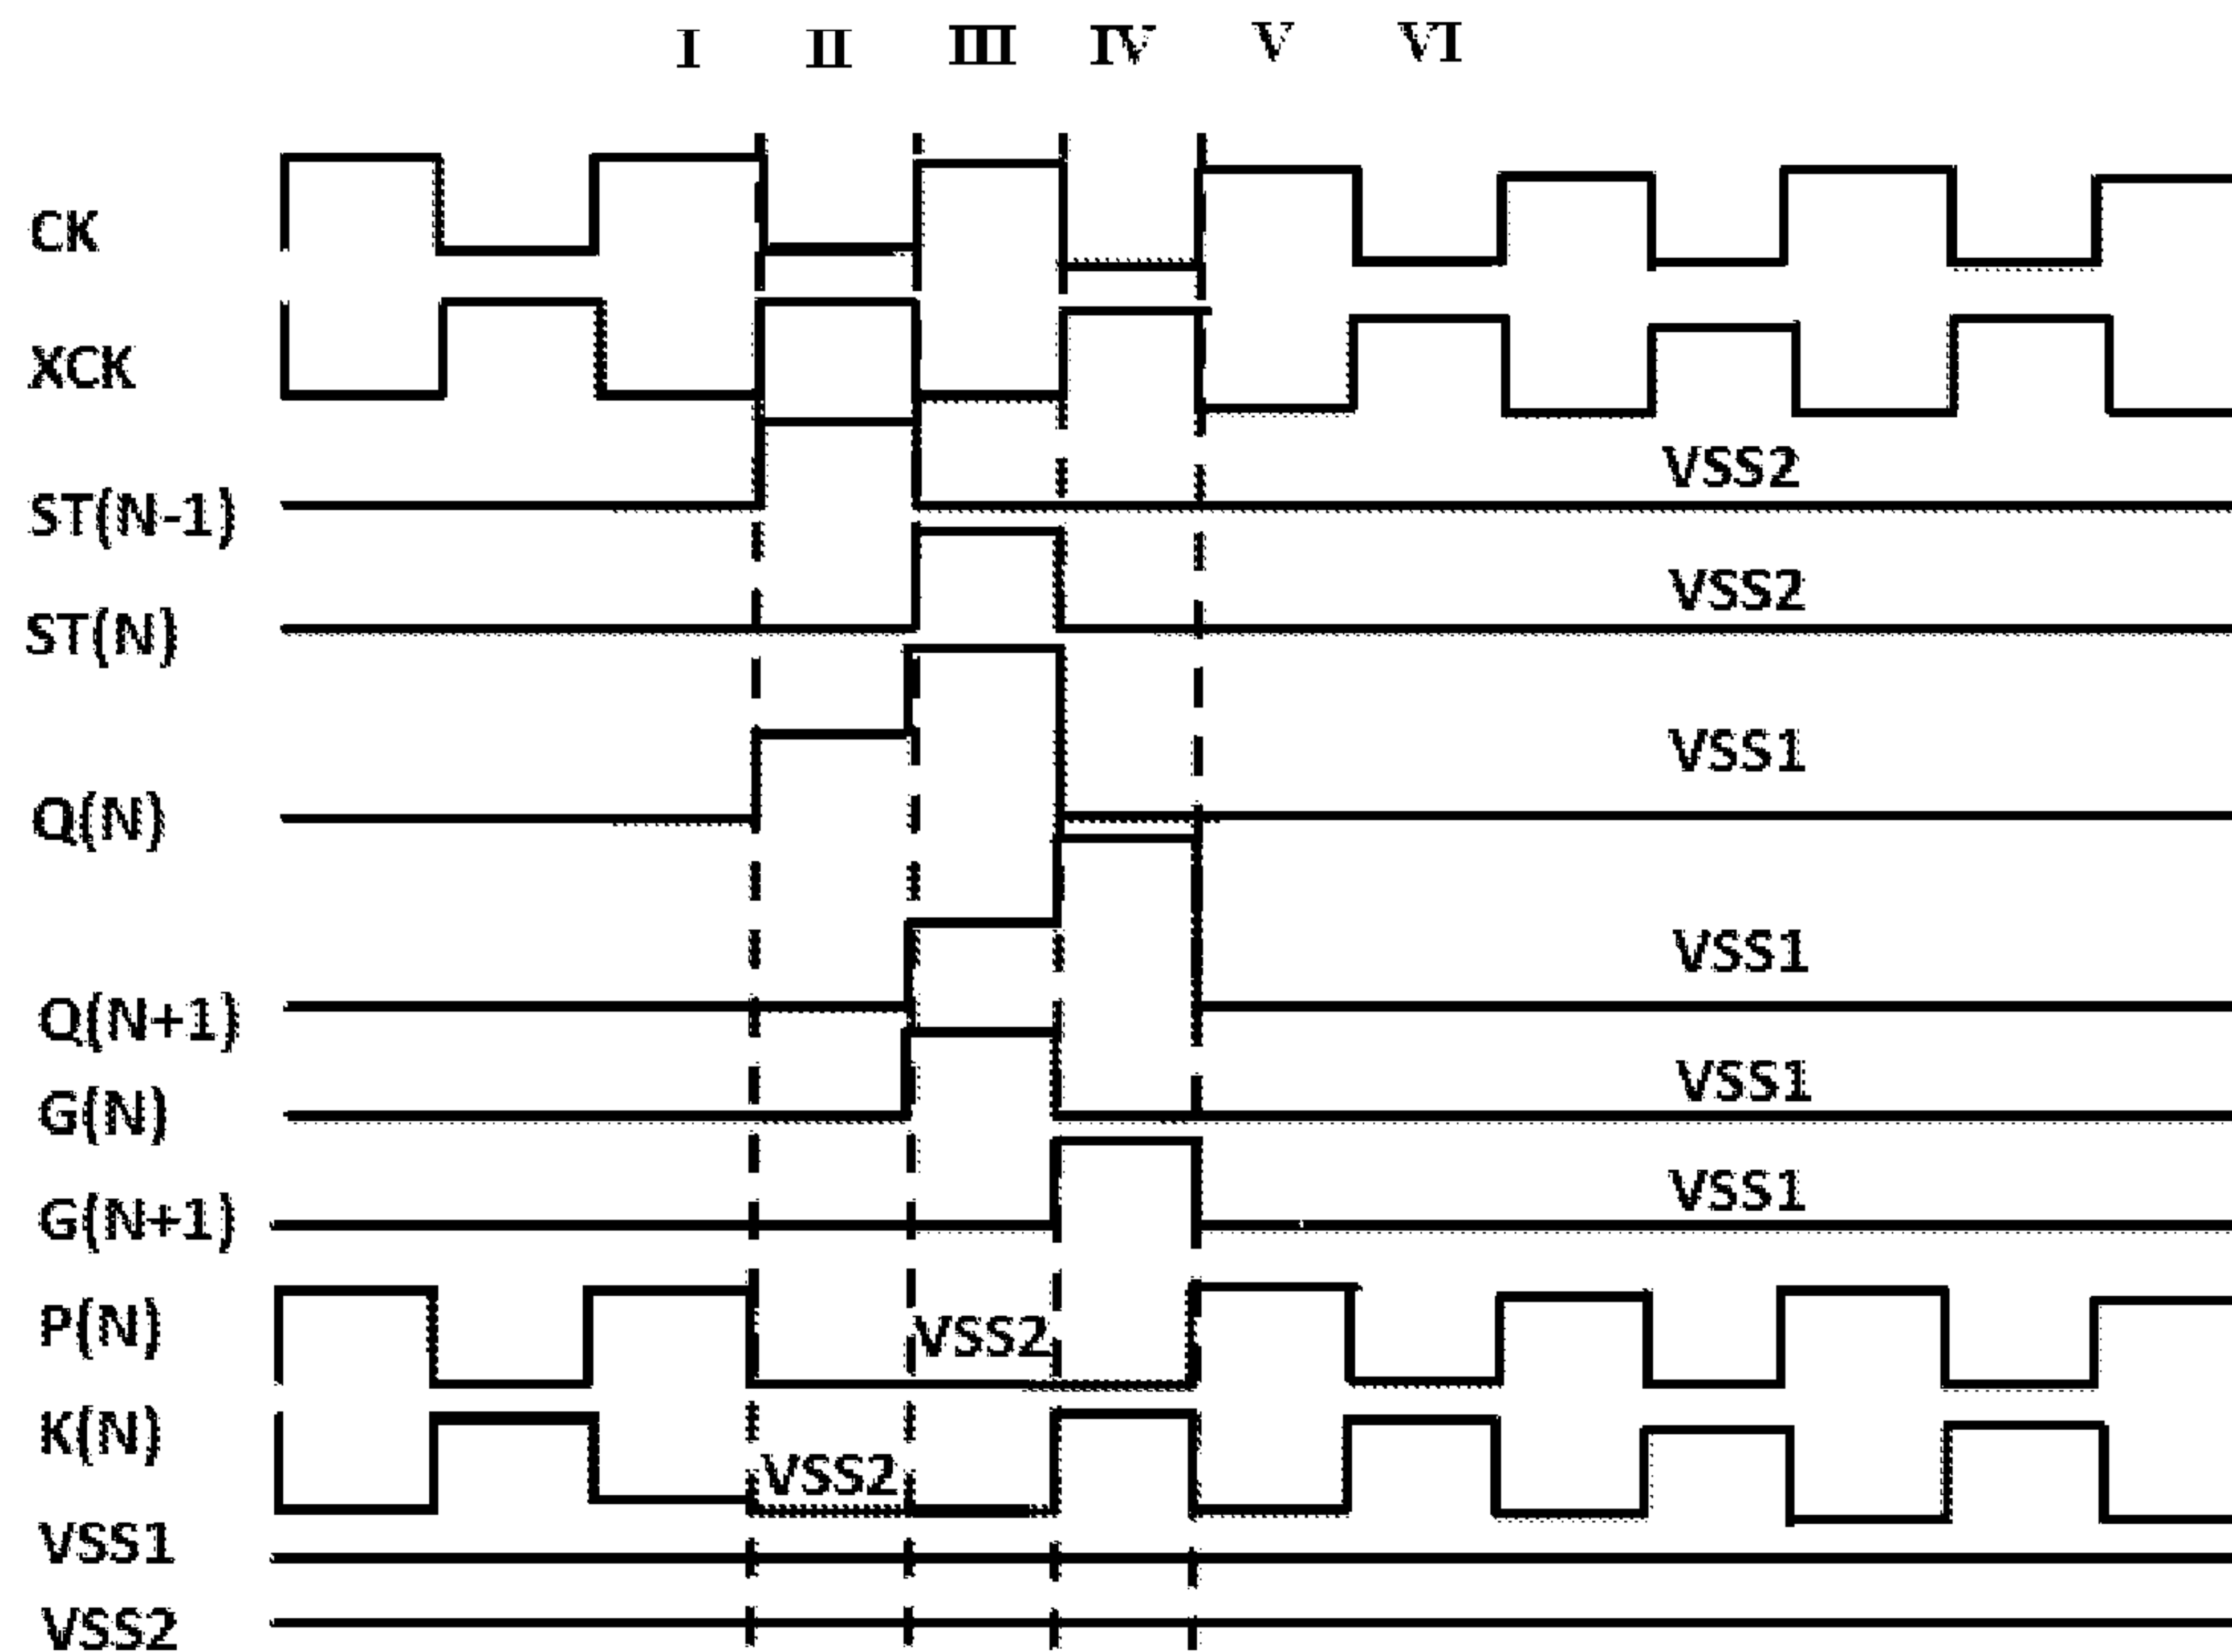 I II III IV V VI
CK
XCK
VSS2
ST(N-1)
VSS2
ST(N)
VSS1
Q(N)
VSS1
Q(N+1)
VSS1
G(N)
VSS1
G(N+1)
P(N) VSS2
K(N)
VSS2
VSS1
VSS2